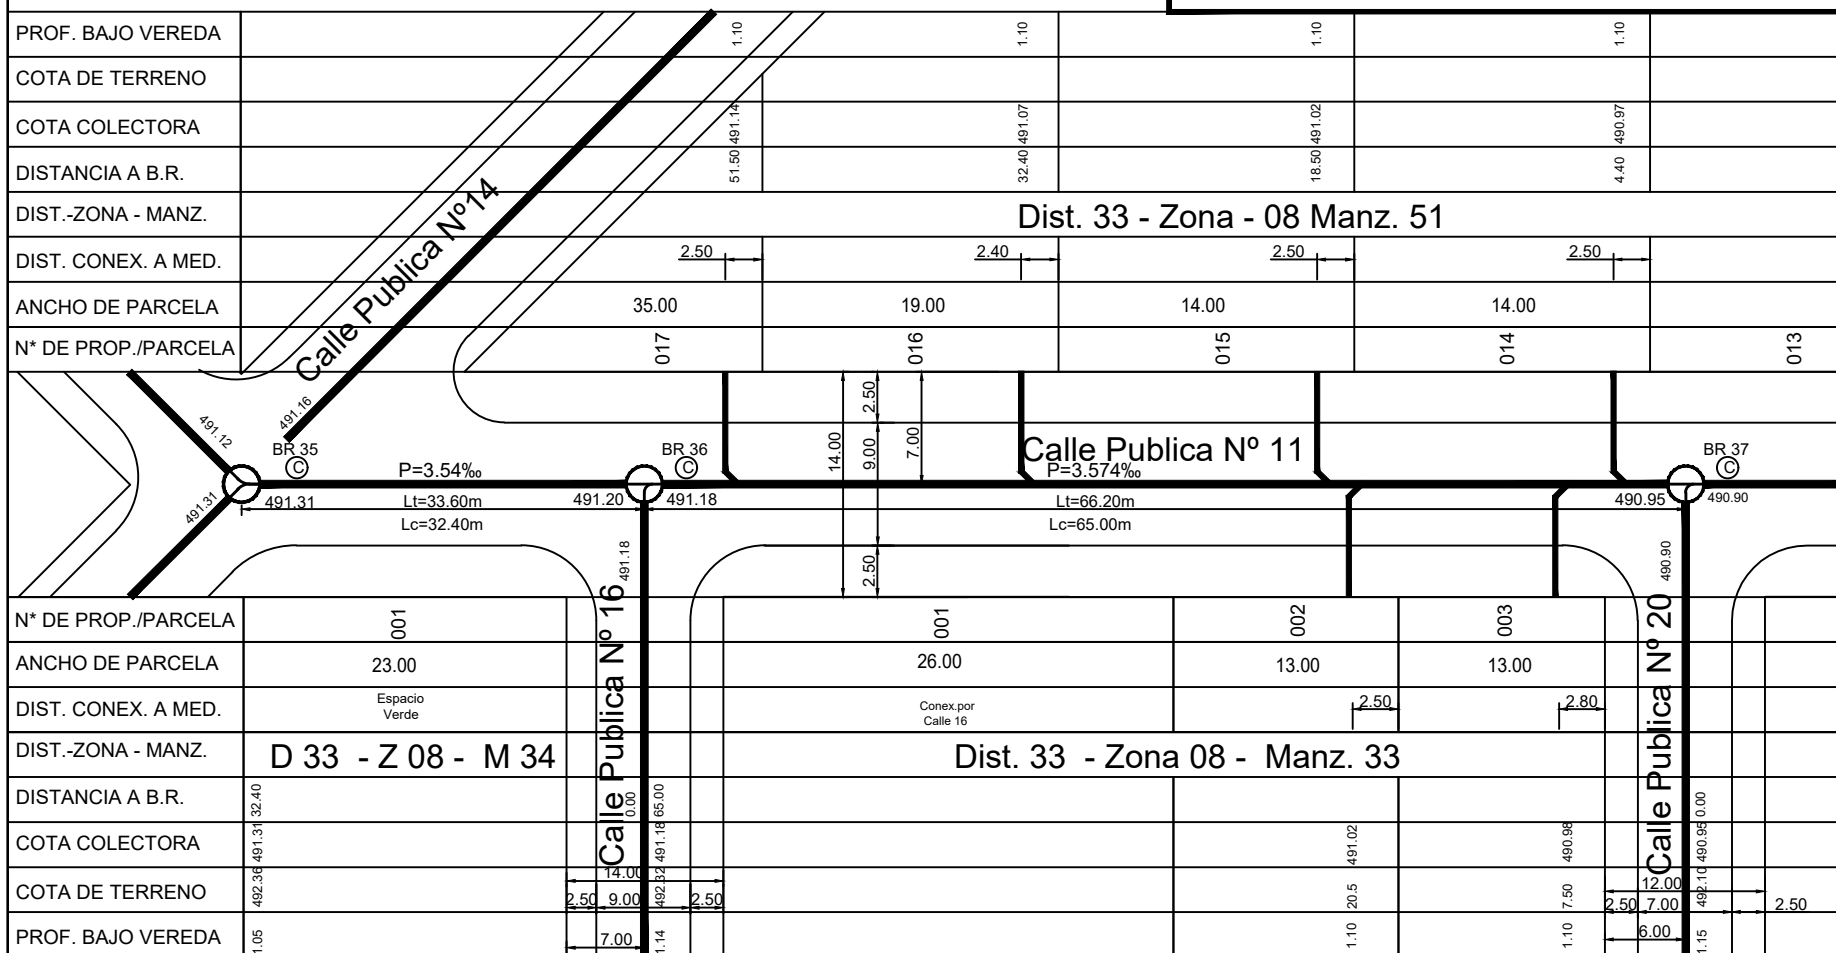 PROF. BAJO VEREDA 1.10 1.10 1.10 1.10
COTA DE TERRENO
COTA COLECTORA 491.14 491.07 491.02 490.97
DISTANCIA A B.R. 51.50 32.40 18.50 4.40
DIST.-ZONA - MANZ. Dist. 33 - Zona - 08 Manz. 51
DIST. CONEX. A MED. 2.50 2.40 2.50 2.50
ANCHO DE PARCELA 35.00 19.00 14.00 14.00
N* DE PROP./PARCELA 017 016 015 014 013
Calle Publica Nº14
491.16
491.12
491.31
BR 35
C
BR 36
C
BR 37
C
2.50
14.00
9.00
7.00
2.50
Calle Publica Nº 11
P=3.54‰
P=3.574‰
491.31
Lt=33.60m
491.20
491.18
Lt=66.20m
490.95
490.90
Lc=32.40m
Lc=65.00m
491.18
490.90
Calle Publica Nº 16
Calle Publica Nº 20
N* DE PROP./PARCELA 001 001 002 003
ANCHO DE PARCELA 23.00 26.00 13.00 13.00
DIST. CONEX. A MED. 2.50 2.80
Espacio
Verde
Conex.por
Calle 16
DIST.-ZONA - MANZ. D 33 - Z 08 - M 34 Dist. 33 - Zona 08 - Manz. 33
DISTANCIA A B.R. 32.40 0.00 65.00 0.00
COTA COLECTORA 491.31 491.18 491.02 490.98 490.95
COTA DE TERRENO 492.36 492.32 20.5 7.50 492.10
14.00
2.50 9.00 2.50
12.00
2.50 7.00 2.50
PROF. BAJO VEREDA 1.05 7.00 1.14 1.10 1.10 6.00 1.15